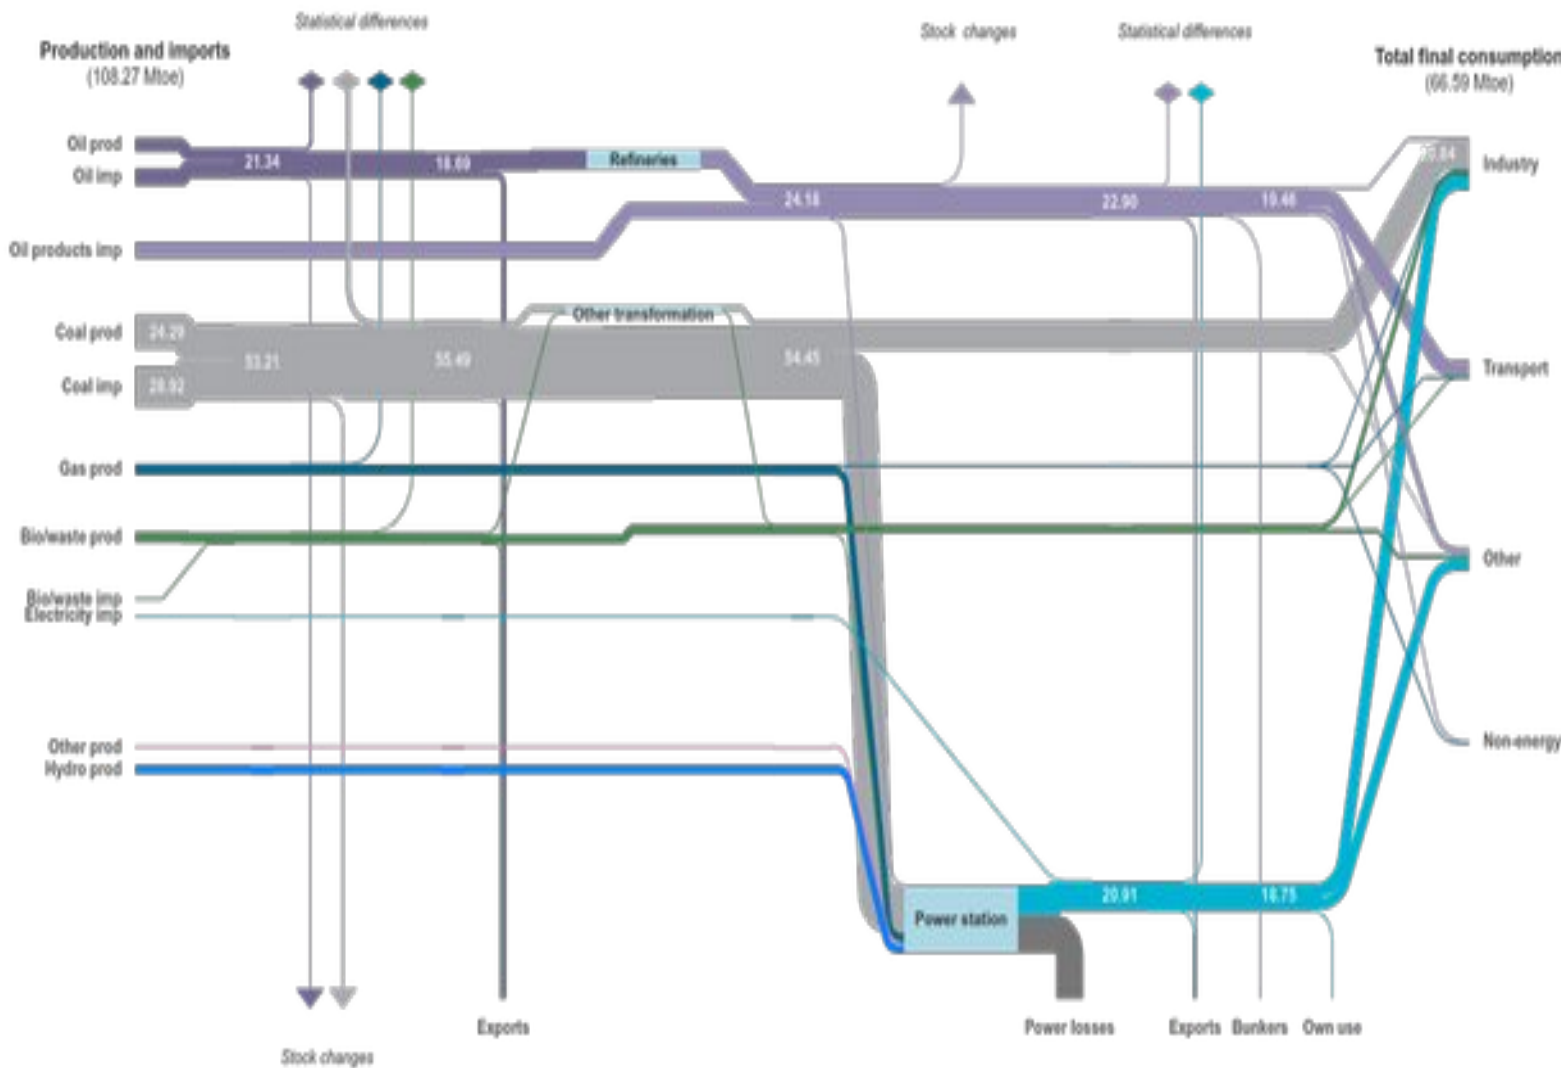 Statistical differences
Stock changes
Statistical differences
Production and imports
(108.27 Mtoe)
Total final consumption
(66.59 Mtoe)
Oil prod
Oil imp
21.34
Refineries
Industry
24.18
22.90
19.46
Oil products imp
Coal prod
24.29
Other transformation
53.21
55.49
54.45
Coal imp
28.92
Transport
Gas prod
Bio/waste prod
Other
Bio/waste imp
Electricity imp
Other prod
Hydro prod
Non-energy
Power station
20.91
18.75
Exports
Power losses
Exports
Bunkers
Own use
Stock changes